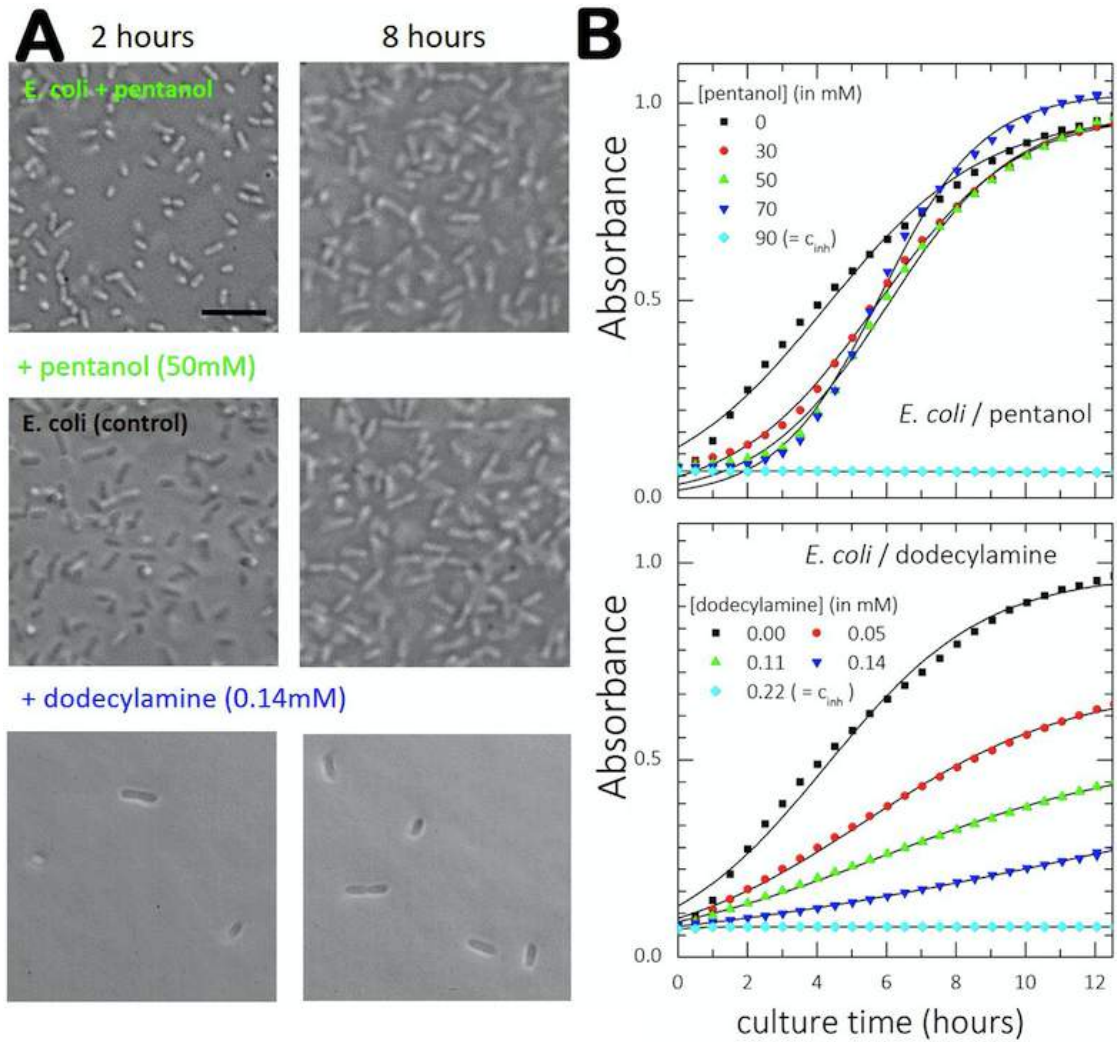 A
2 hours
8 hours
E. coli + pentanol
+ pentanol (50mM)
E. coli (control)
+ dodecylamine (0.14mM)
B
[pentanol] (in mM)
0
30
50
70
90 (= cinh)
E. coli / pentanol
Absorbance
1.0
0.5
0.0
E. coli / dodecylamine
[dodecylamine] (in mM)
0.00 0.05
0.11 0.14
0.22 ( = cinh )
Absorbance
1.0
0.5
0.0
0 2 4 6 8 10 12
culture time (hours)